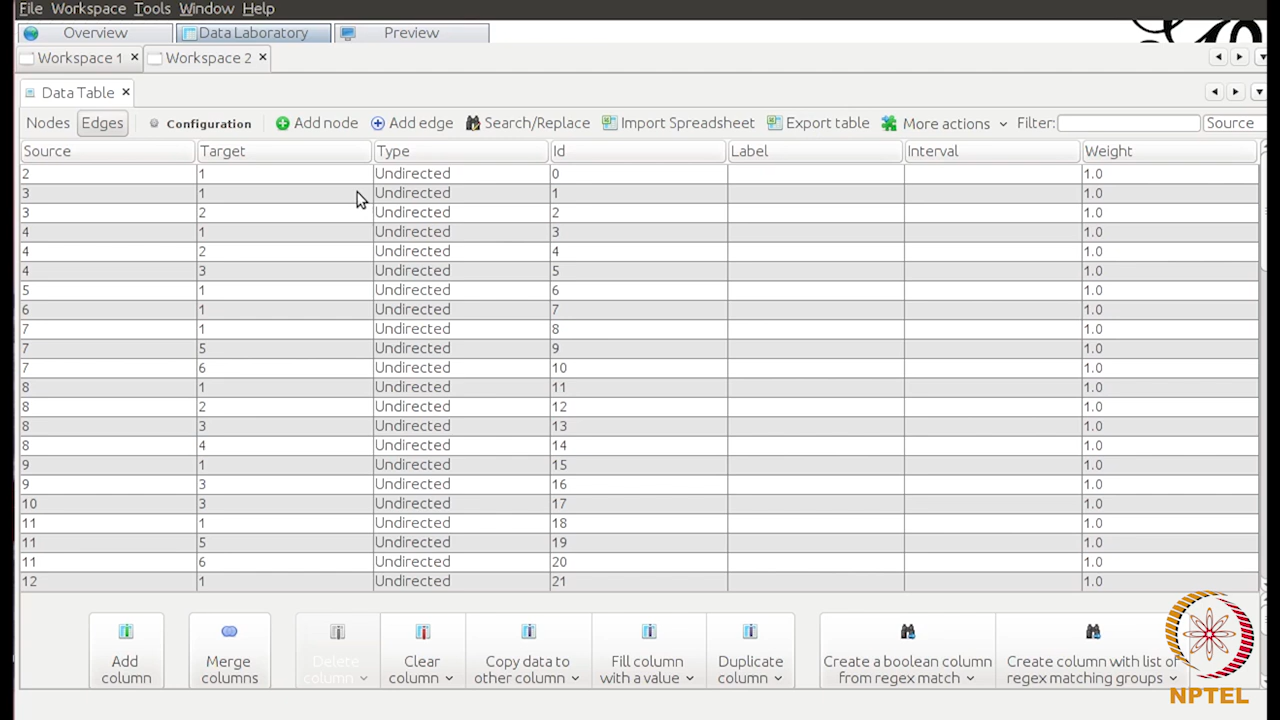 File Workspace Tools Window Help
Overview Data Laboratory Preview
Workspace 1 × Workspace 2 ×
Data Table ×
Nodes Edges Configuration Add node Add edge Search/Replace Import Spreadsheet Export table More actions Filter: Source
Source Target Type Id Label Interval Weight
2 1 Undirected 0 1.0
3 1 Undirected 1 1.0
3 2 Undirected 2 1.0
4 1 Undirected 3 1.0
4 2 Undirected 4 1.0
4 3 Undirected 5 1.0
5 1 Undirected 6 1.0
6 1 Undirected 7 1.0
7 1 Undirected 8 1.0
7 5 Undirected 9 1.0
7 6 Undirected 10 1.0
8 1 Undirected 11 1.0
8 2 Undirected 12 1.0
8 3 Undirected 13 1.0
8 4 Undirected 14 1.0
9 1 Undirected 15 1.0
9 3 Undirected 16 1.0
10 3 Undirected 17 1.0
11 1 Undirected 18 1.0
11 5 Undirected 19 1.0
11 6 Undirected 20 1.0
12 1 Undirected 21 1.0
Add column
Merge columns
Delete column
Clear column
Copy data to other column
Fill column with a value
Duplicate column
Create a boolean column from regex match
Create column with list of regex matching groups
NPTEL